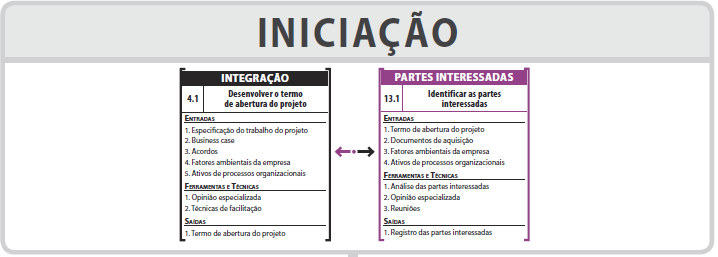 INICIAÇÃO
INTEGRAÇÃO
4.1 Desenvolver o termo
de abertura do projeto
ENTRADAS
1. Especificação do trabalho do projeto
2. Business case
3. Acordos
4. Fatores ambientais da empresa
5. Ativos de processos organizacionais
FERRAMENTAS E TÉCNICAS
1. Opinião especializada
2. Técnicas de facilitação
SAÍDAS
1. Termo de abertura do projeto
PARTES INTERESSADAS
13.1 Identificar as partes
interessadas
ENTRADAS
1. Termo de abertura do projeto
2. Documentos de aquisição
3. Fatores ambientais da empresa
4. Ativos de processos organizacionais
FERRAMENTAS E TÉCNICAS
1. Análise das partes interessadas
2. Opinião especializada
3. Reuniões
SAÍDAS
1. Registro das partes interessadas